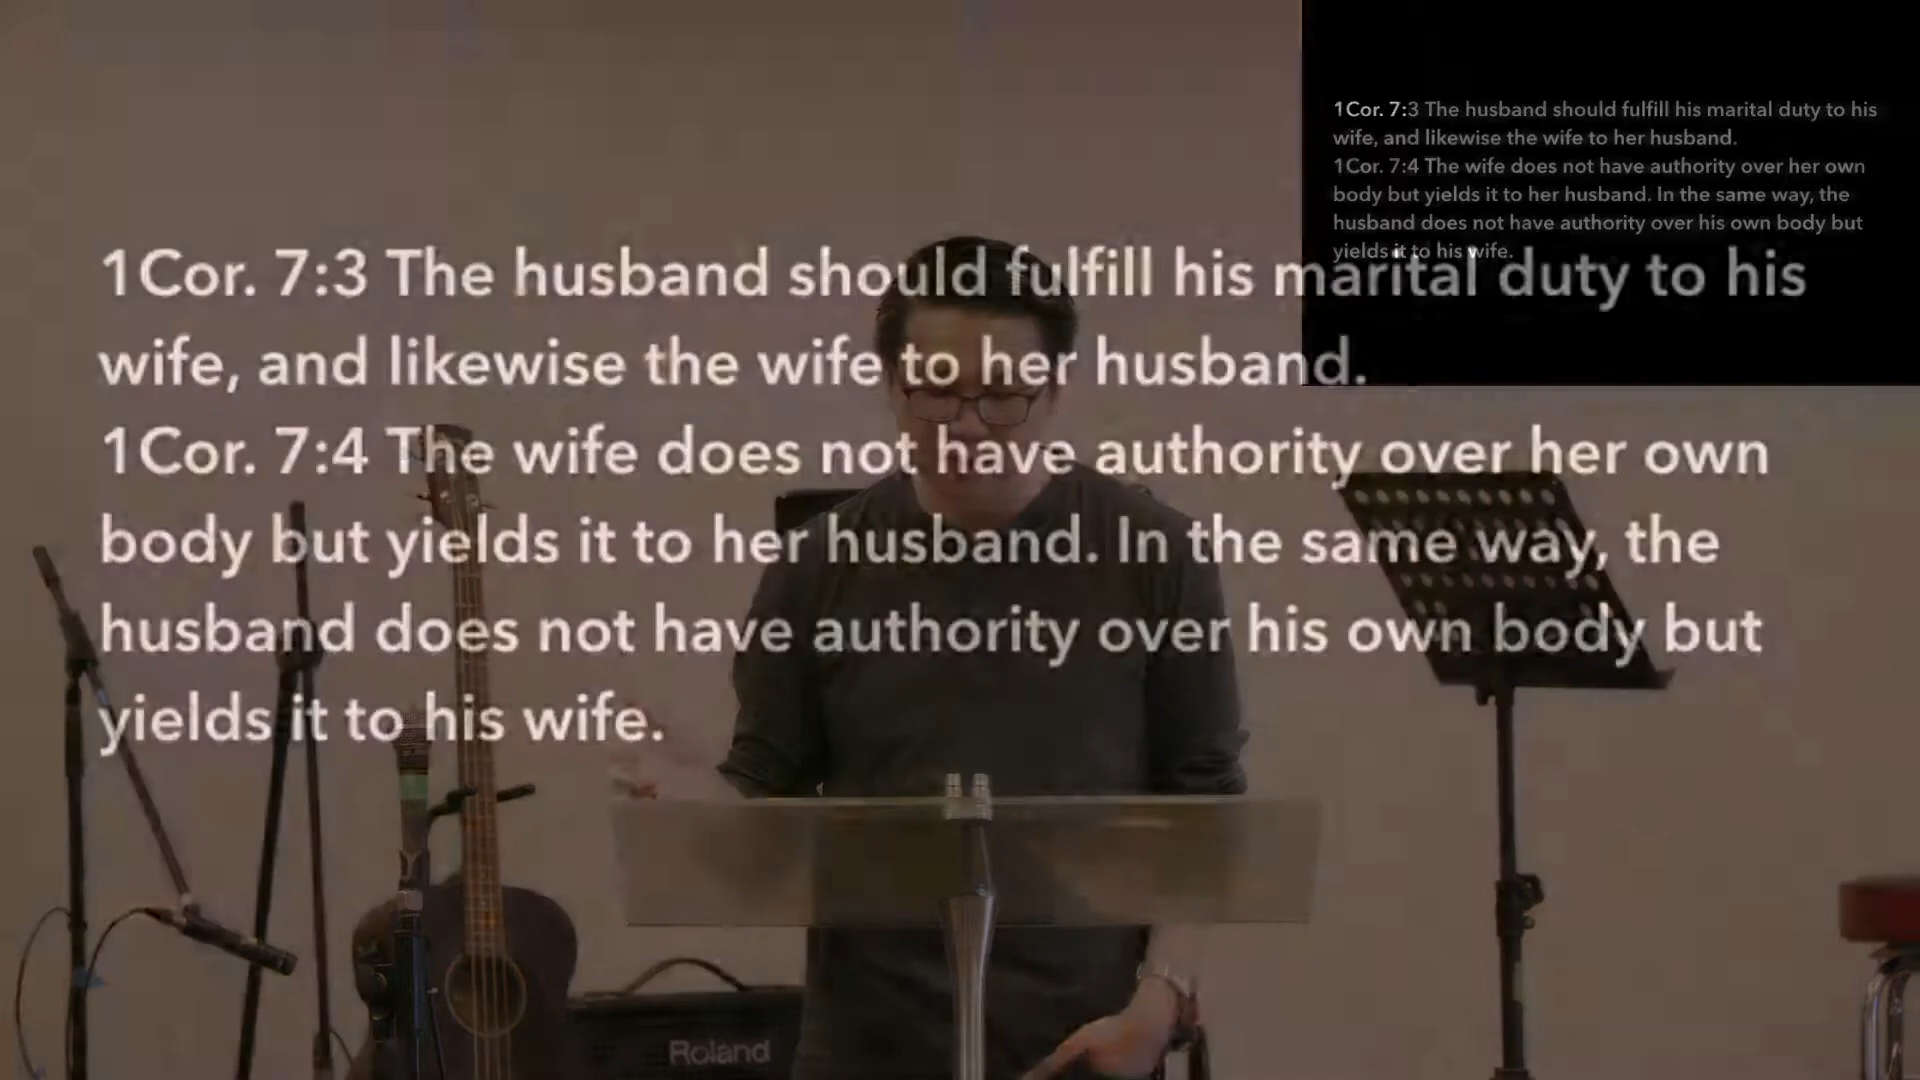 1Cor. 7:3 The husband should fulfill his marital duty to his
wife, and likewise the wife to her husband.
1Cor. 7:4 The wife does not have authority over her own
body but yields it to her husband. In the same way, the
husband does not have authority over his own body but
yields it to his wife.
1Cor. 7:3 The husband should fulfill his marital duty to his
wife, and likewise the wife to her husband.
1Cor. 7:4 The wife does not have authority over her own
body but yields it to her husband. In the same way, the
husband does not have authority over his own body but
yields it to his wife.
Roland